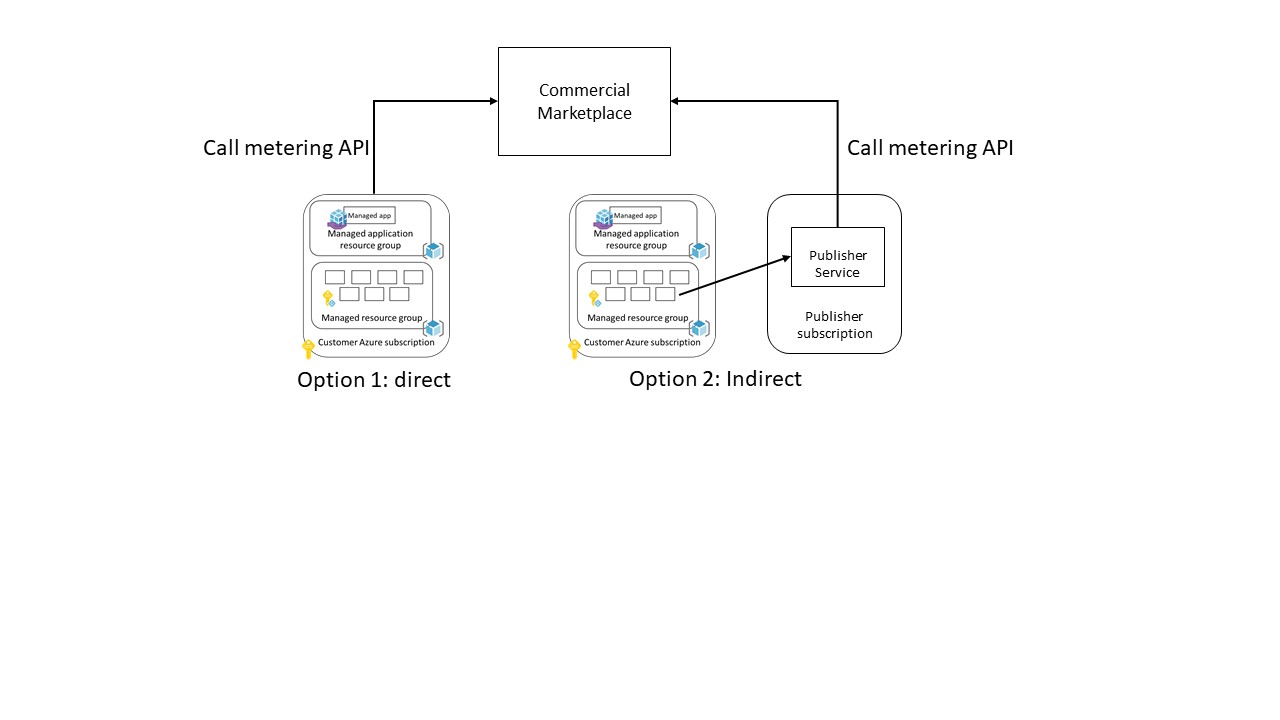 Commercial
Marketplace
Call metering API
Call metering API
Managed app
Managed application
resource group
Managed resource group
Customer Azure subscription
Option 1: direct
Managed app
Managed application
resource group
Managed resource group
Customer Azure subscription
Publisher
Service
Publisher
subscription
Option 2: Indirect